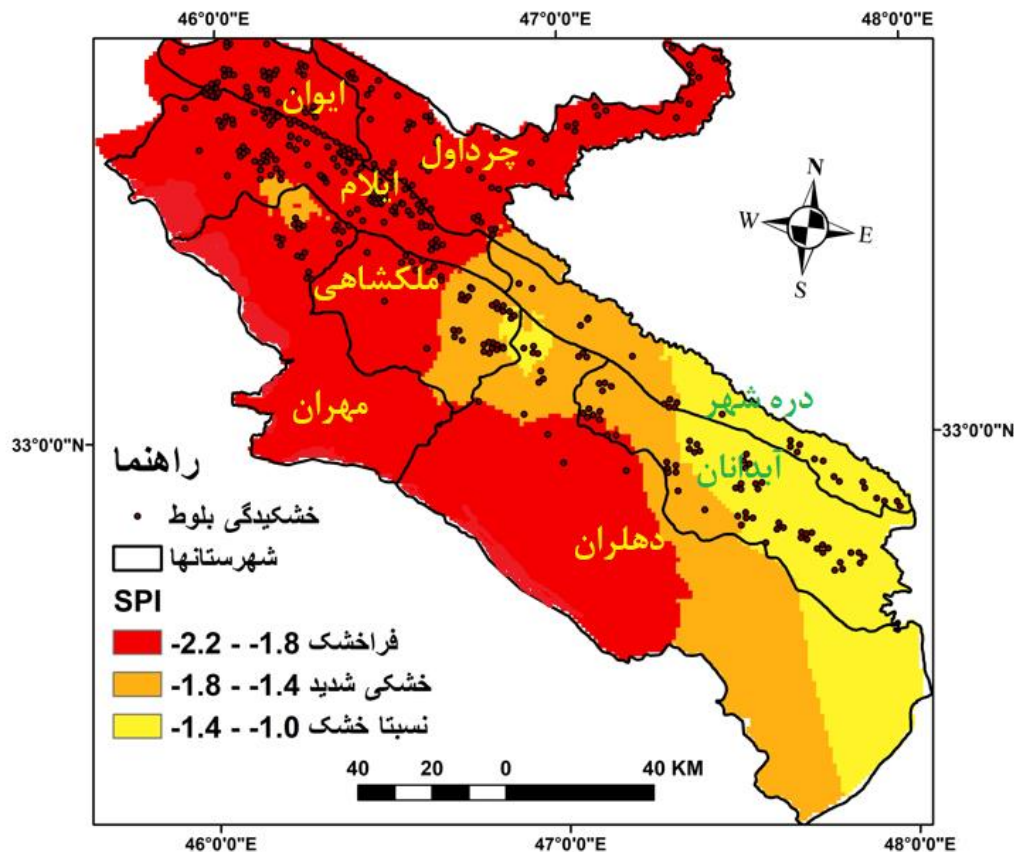 46°0'0"E
47°0'0"E
48°0'0"E
ایوان
چرداول
ایلام
N
W
E
S
ملکشاهی
مهران
دره شهر
33°0'0"N
33°0'0"N
آبدانان
دهلران
راهنما
خشکیدگی بلوط
شهرستانها
SPI
فراخشک -1.8 - -2.2
خشکی شدید -1.4 - -1.8
نسبتا خشک -1.0 - -1.4
40 20 0 40 KM
46°0'0"E
47°0'0"E
48°0'0"E